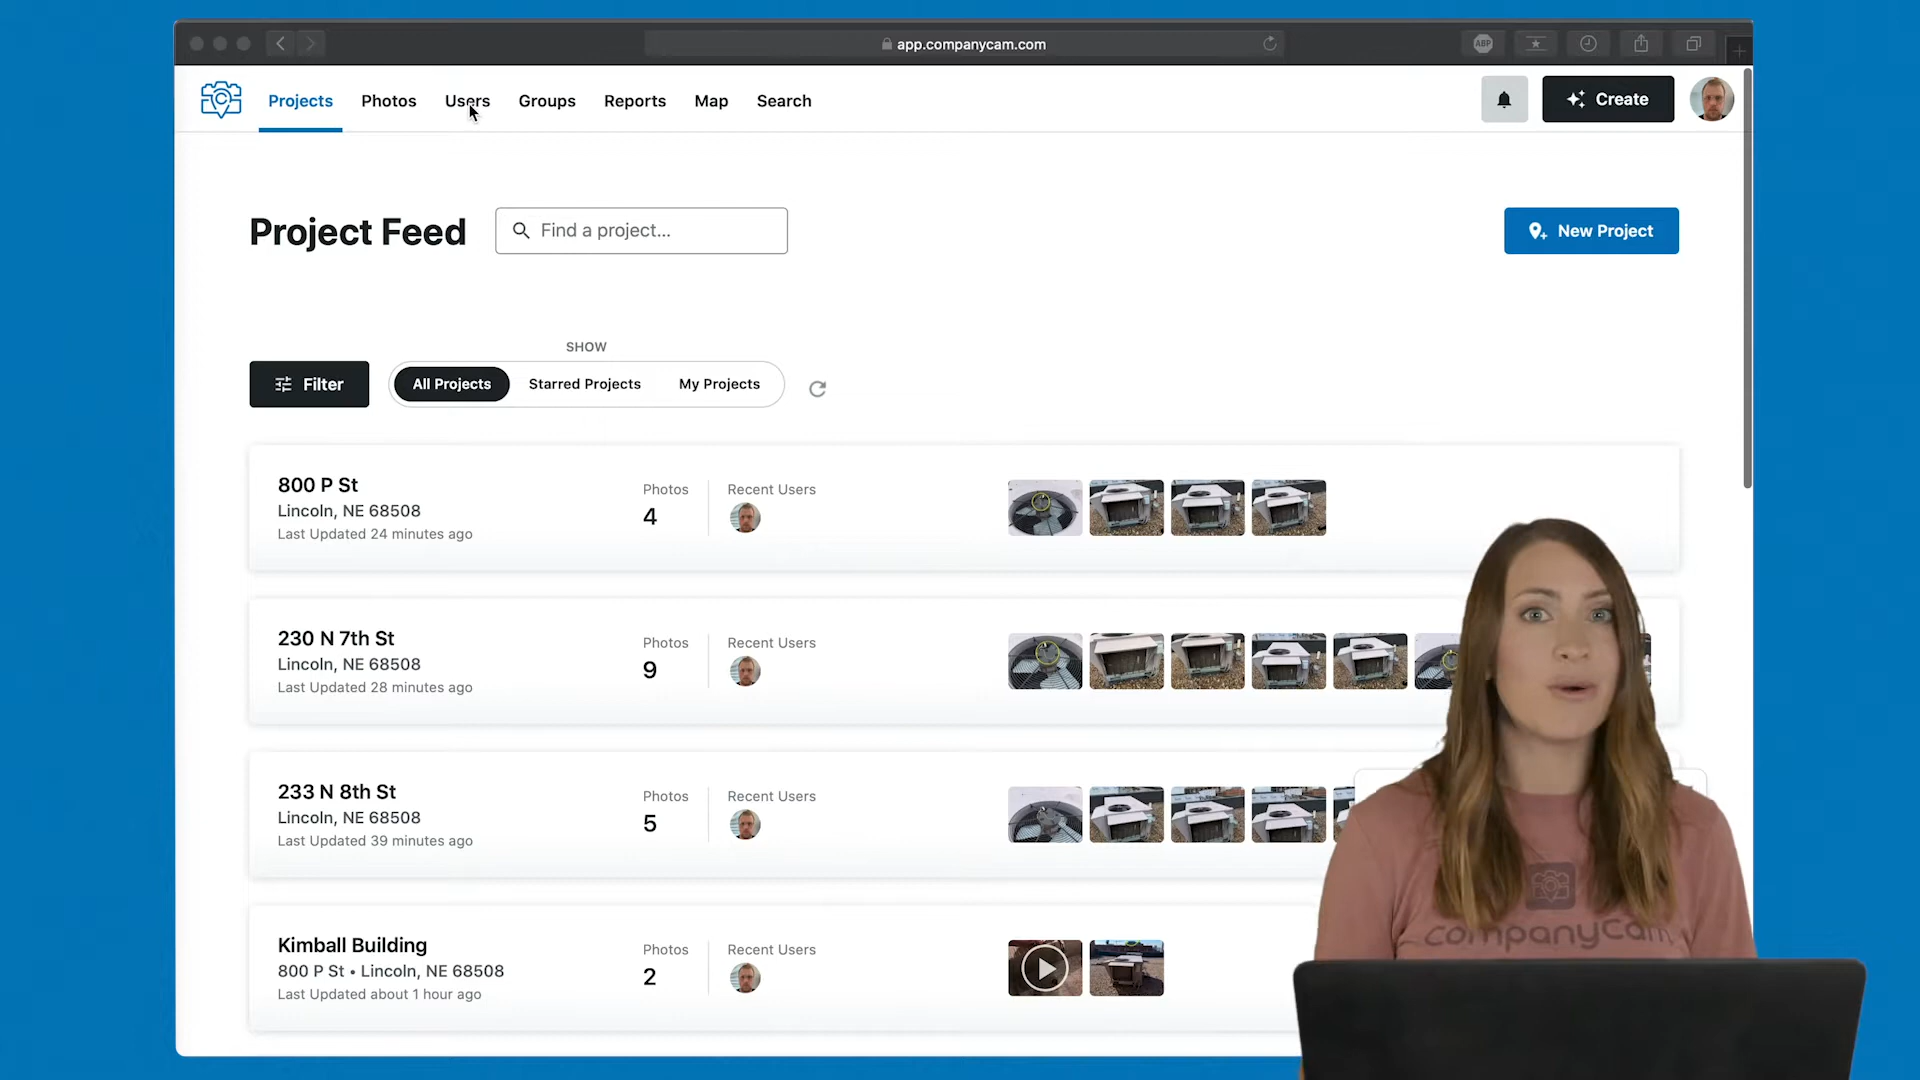 app.companycam.com
ABP
Projects Photos Users Groups Reports Map Search
Create
Project Feed
Find a project...
New Project
SHOW
Filter
All Projects Starred Projects My Projects
800 P St
Lincoln, NE 68508
Last Updated 24 minutes ago
Photos
4
Recent Users
230 N 7th St
Lincoln, NE 68508
Last Updated 28 minutes ago
Photos
9
Recent Users
233 N 8th St
Lincoln, NE 68508
Last Updated 39 minutes ago
Photos
5
Recent Users
Kimball Building
800 P St • Lincoln, NE 68508
Last Updated about 1 hour ago
Photos
2
Recent Users
companyCam